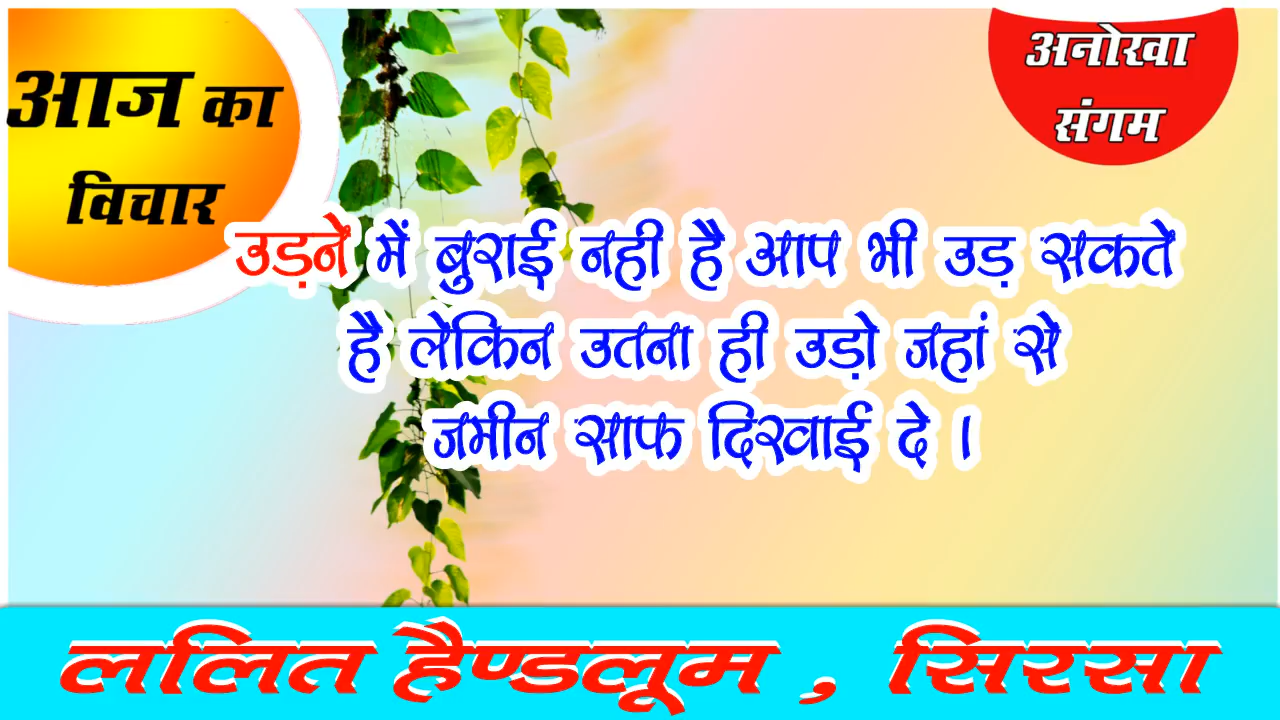 आज का
विचार
अनोखा
संगम
उड़ने में बुराई नही है आप भी उड़ सकते
है लेकिन उतना ही उड़ो जहां से
जमीन साफ दिखाई दे ।
ललित हैण्डलूम , सिरसा